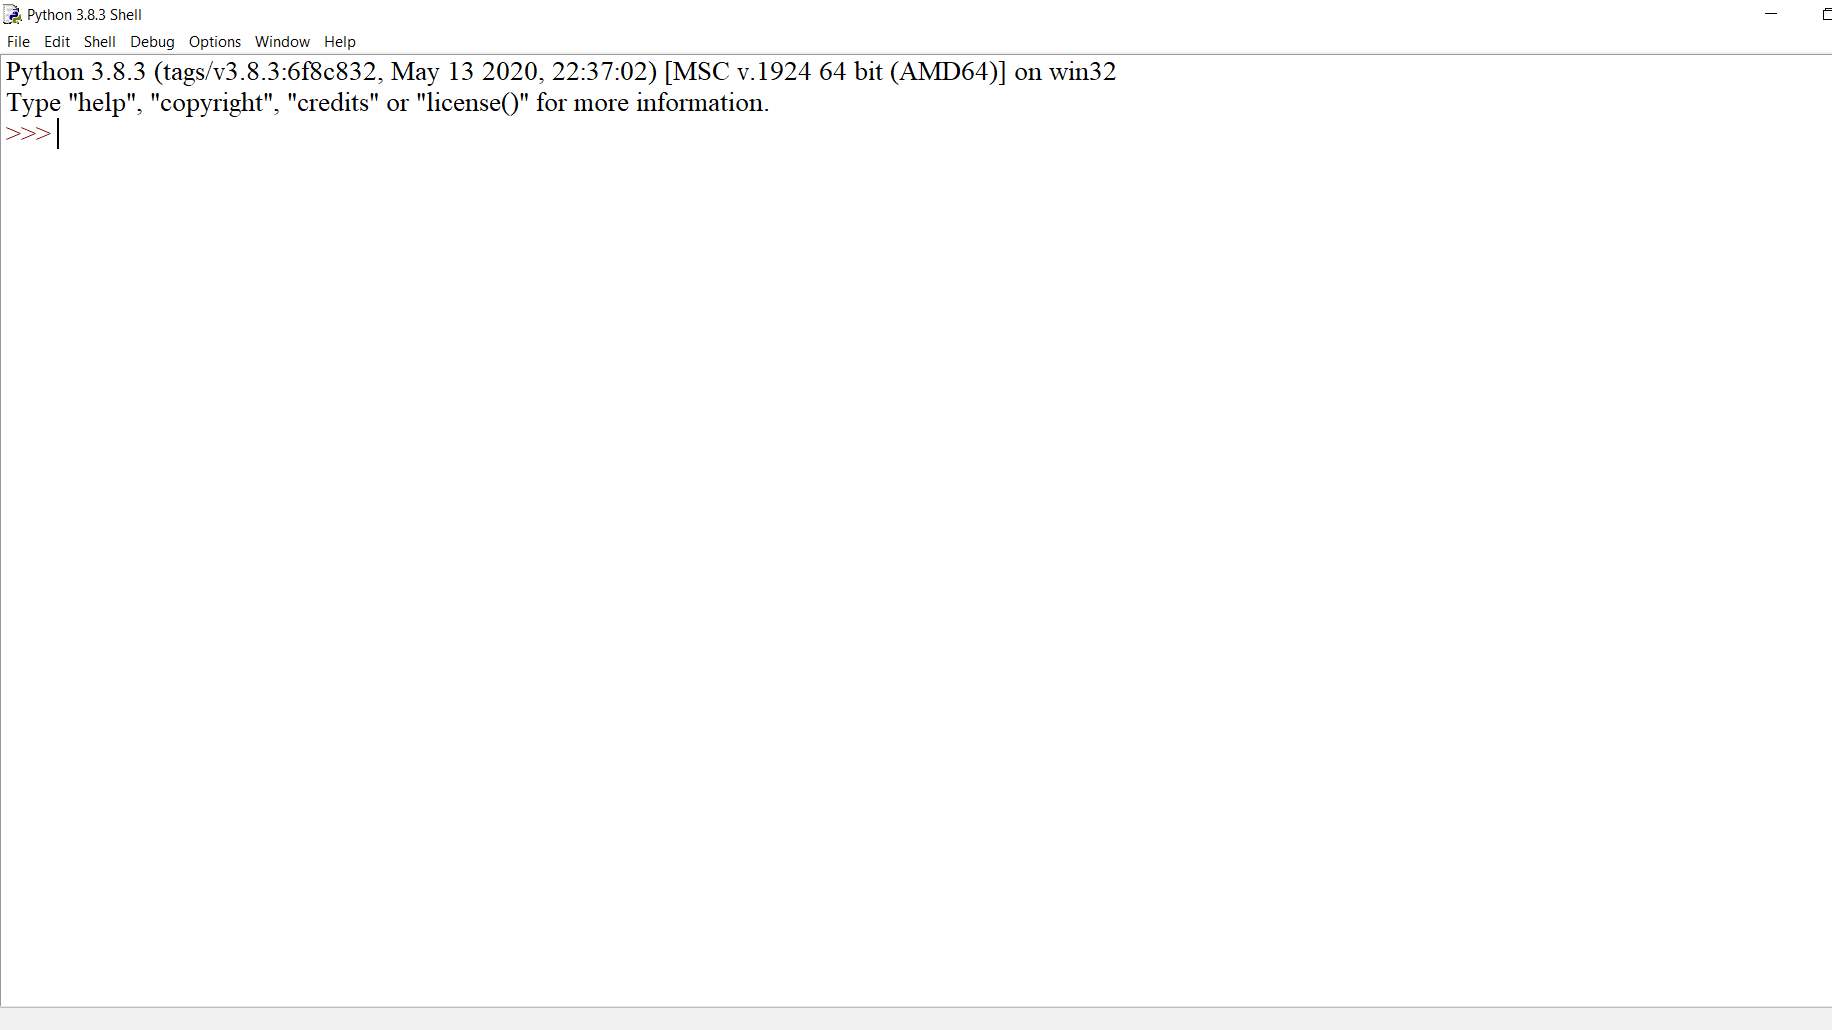 Python 3.8.3 Shell
File Edit Shell Debug Options Window Help
Python 3.8.3 (tags/v3.8.3:6f8c832, May 13 2020, 22:37:02) [MSC v.1924 64 bit (AMD64)] on win32
Type "help", "copyright", "credits" or "license()" for more information.
>>>